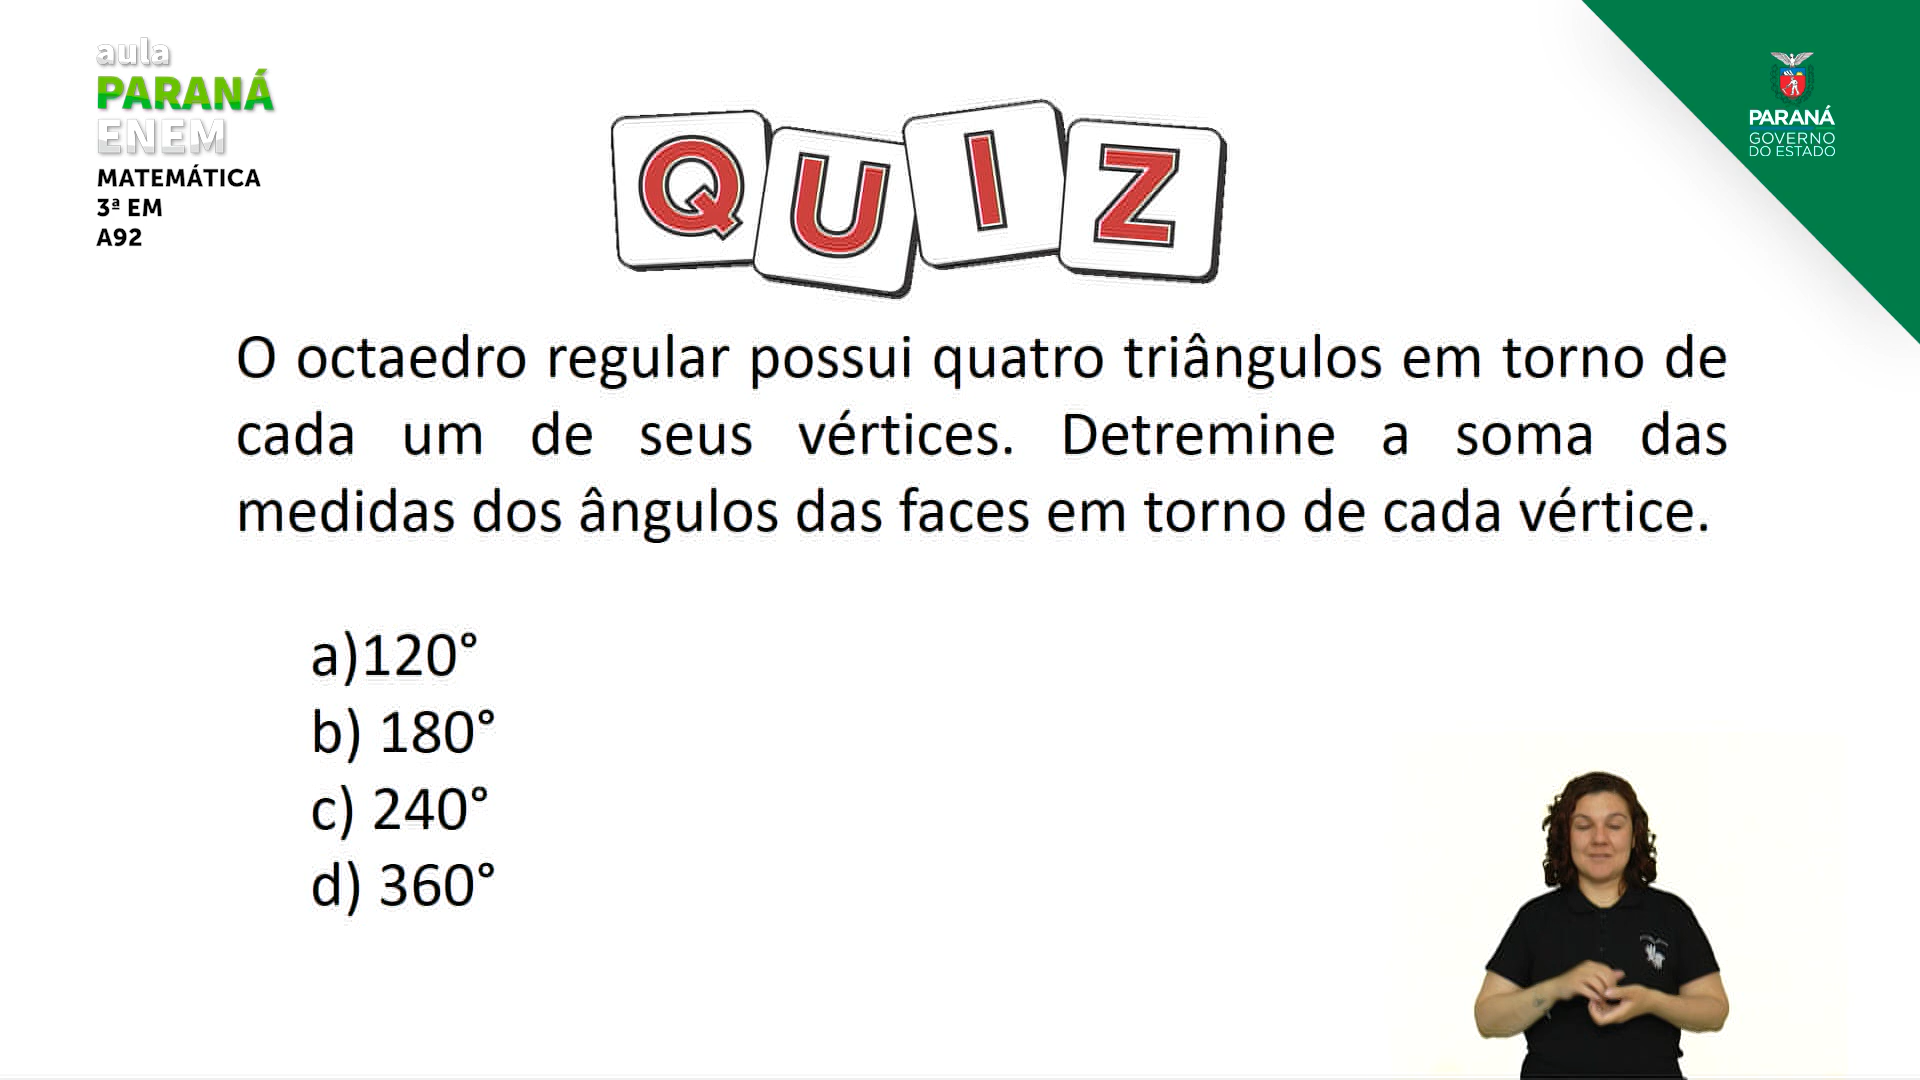 aula
PARANÁ
ENEM
MATEMÁTICA
3ª EM
A92
QUIZ
PARANÁ
GOVERNO
DO ESTADO
O octaedro regular possui quatro triângulos em torno de
cada um de seus vértices. Detremine a soma das
medidas dos ângulos das faces em torno de cada vértice.
a)120°
b) 180°
c) 240°
d) 360°